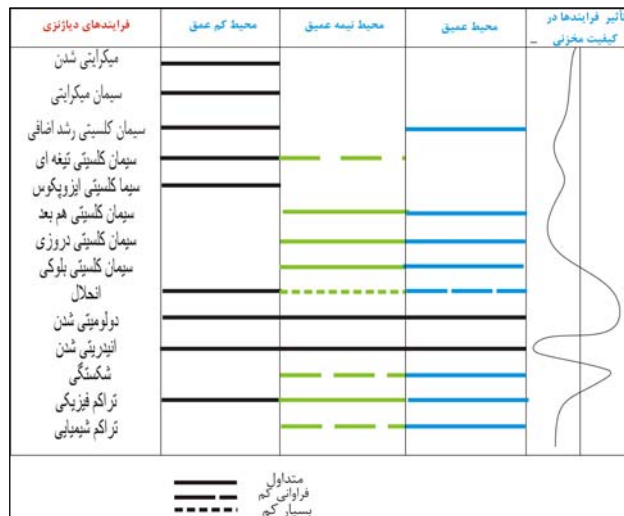 فرایندهای دیاژنزی
محیط کم عمق
محیط نیمه عمیق
محیط عمیق
تأثیر فرایندها در
کیفیت مخزنی
_
میکرایتی شدن
سیمان میکرایتی
سیمان کلسیتی رشد اضافی
سیمان کلسیتی تیغه ای
سیما کلسیتی ایزوپکوس
سیمان کلسیتی هم بعد
سیمان کلسیتی دروزی
سیمان کلسیتی بلوکی
انحلال
دولومیتی شدن
انیدریتی شدن
شکستگی
تراکم فیزیکی
تراکم شیمیایی
متداول
فراوانی کم
بسیار کم